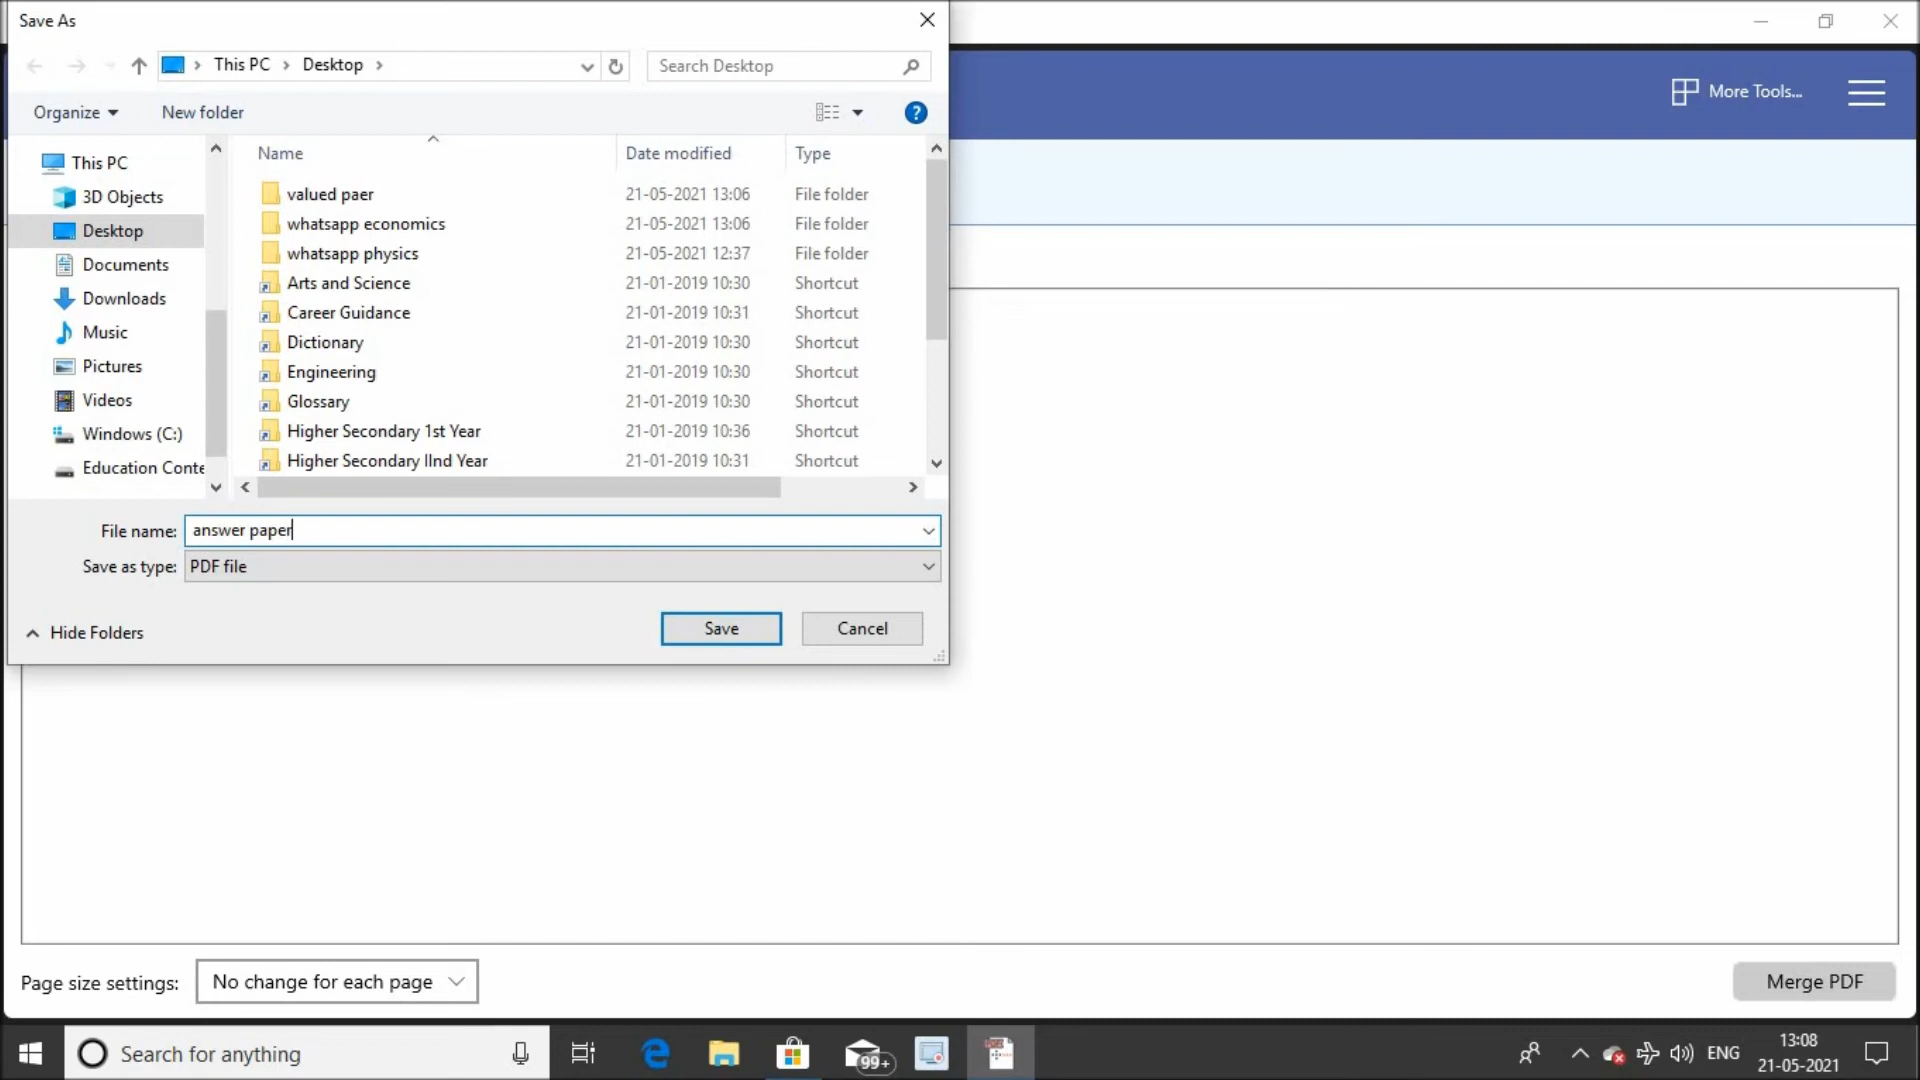 Save As
This PC
Desktop
Search Desktop
More Tools...
Organize
New folder
Name
Date modified
Type
This PC
3D Objects
Desktop
Documents
Downloads
Music
Pictures
Videos
Windows (C:)
Education Conte
valued paer 21-05-2021 13:06 File folder
whatsapp economics 21-05-2021 13:06 File folder
whatsapp physics 21-05-2021 12:37 File folder
Arts and Science 21-01-2019 10:30 Shortcut
Career Guidance 21-01-2019 10:31 Shortcut
Dictionary 21-01-2019 10:30 Shortcut
Engineering 21-01-2019 10:30 Shortcut
Glossary 21-01-2019 10:30 Shortcut
Higher Secondary 1st Year 21-01-2019 10:36 Shortcut
Higher Secondary IInd Year 21-01-2019 10:31 Shortcut
File name: answer paper
Save as type: PDF file
Hide Folders
Save
Cancel
Page size settings: No change for each page
Merge PDF
Search for anything
99+
ENG
13:08
21-05-2021